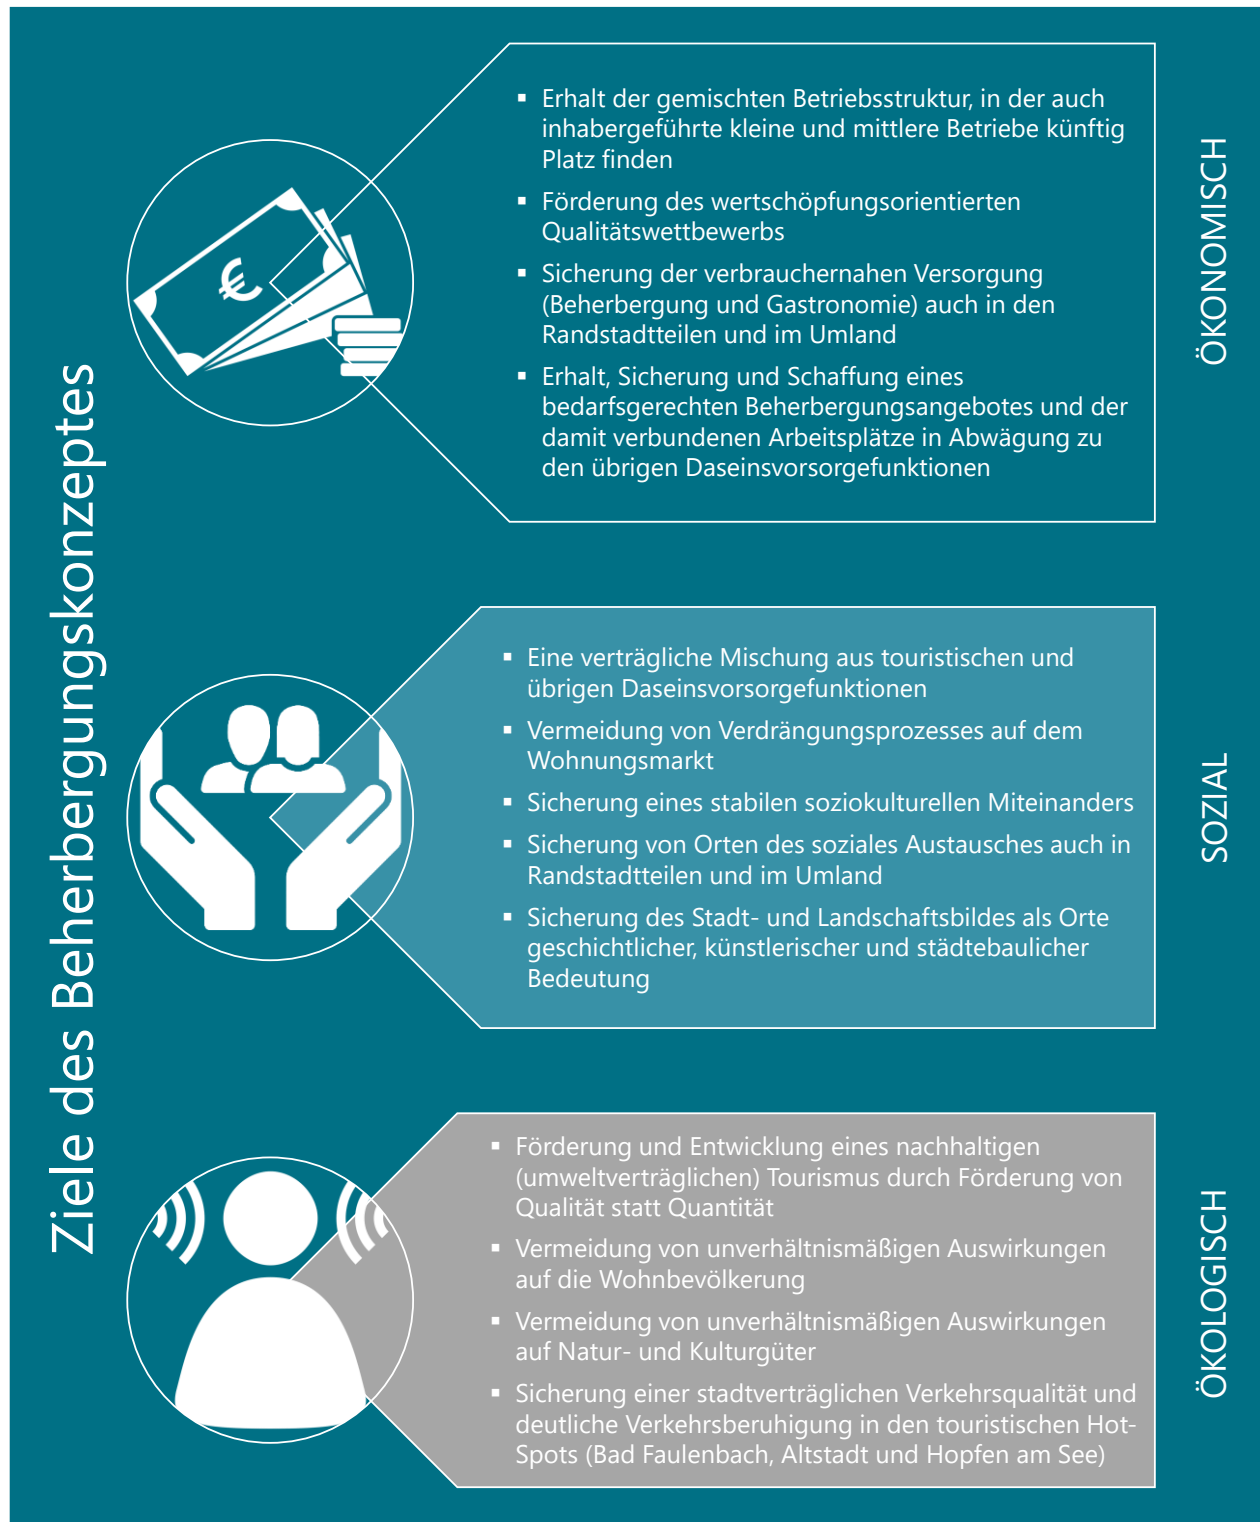 Ziele des Beherbergungskonzeptes
▪ Erhalt der gemischten Betriebsstruktur, in der auch
inhabergeführte kleine und mittlere Betriebe künftig
Platz finden
▪ Förderung des wertschöpfungsorientierten
Qualitätswettbewerbs
▪ Sicherung der verbrauchernahen Versorgung
(Beherbergung und Gastronomie) auch in den
Randstadtteilen und im Umland
▪ Erhalt, Sicherung und Schaffung eines
bedarfsgerechten Beherbergungsangebotes und der
damit verbundenen Arbeitsplätze in Abwägung zu
den übrigen Daseinsvorsorgefunktionen
ÖKONOMISCH
€
▪ Eine verträgliche Mischung aus touristischen und
übrigen Daseinsvorsorgefunktionen
▪ Vermeidung von Verdrängungsprozesses auf dem
Wohnungsmarkt
▪ Sicherung eines stabilen soziokulturellen Miteinanders
▪ Sicherung von Orten des soziales Austausches auch in
Randstadtteilen und im Umland
▪ Sicherung des Stadt- und Landschaftsbildes als Orte
geschichtlicher, künstlerischer und städtebaulicher
Bedeutung
SOZIAL
▪ Förderung und Entwicklung eines nachhaltigen
(umweltverträglichen) Tourismus durch Förderung von
Qualität statt Quantität
▪ Vermeidung von unverhältnismäßigen Auswirkungen
auf die Wohnbevölkerung
▪ Vermeidung von unverhältnismäßigen Auswirkungen
auf Natur- und Kulturgüter
▪ Sicherung einer stadtverträglichen Verkehrsqualität und
deutliche Verkehrsberuhigung in den touristischen Hot-
Spots (Bad Faulenbach, Altstadt und Hopfen am See)
ÖKOLOGISCH